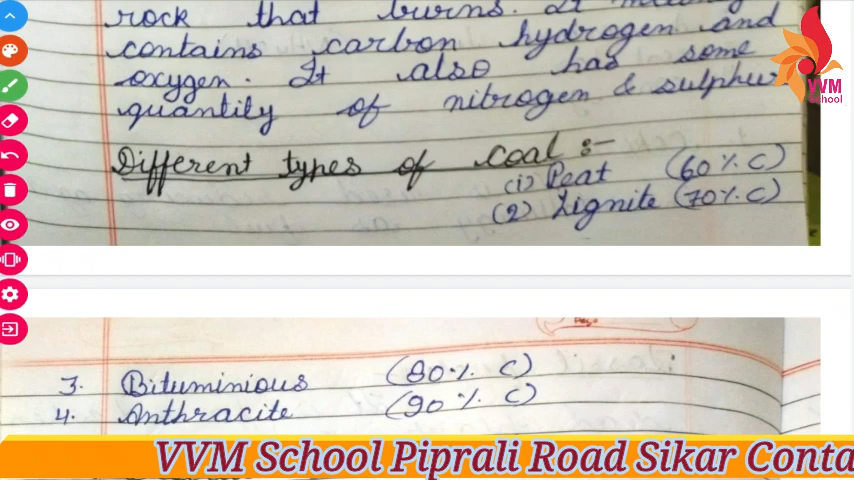 rock that burns. It
contains carbon hydrogen and
oxygen. It also has some
quantity of nitrogen & sulphur
Different types of coal :-
(i) Peat (60 %. C)
(2) Lignite (70 %. C)
3. Bituminious (80 %. C)
4. Anthracite (90 %. C)
VVM
School
VVM School Piprali Road Sikar Conta